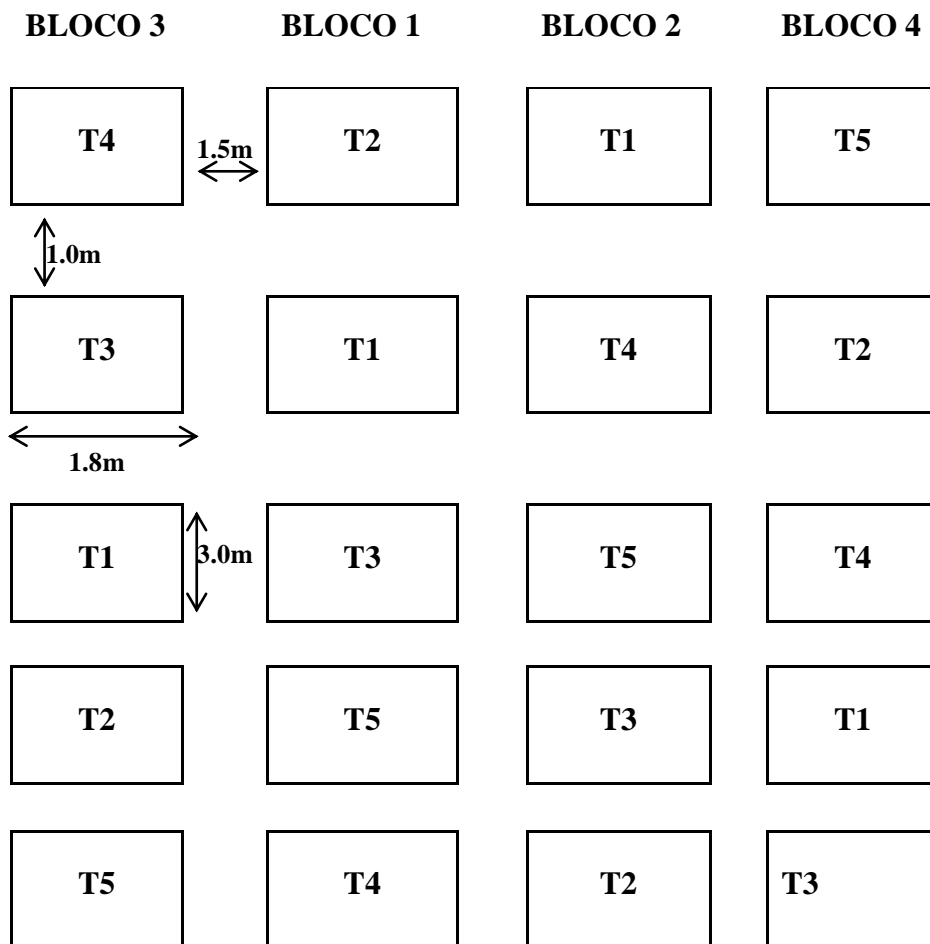 BLOCO 3 BLOCO 1 BLOCO 2 BLOCO 4
T4 T2 T1 T5
1.5m
1.0m
T3 T1 T4 T2
1.8m
T1 T3 T5 T4
3.0m
T2 T5 T3 T1
T5 T4 T2 T3